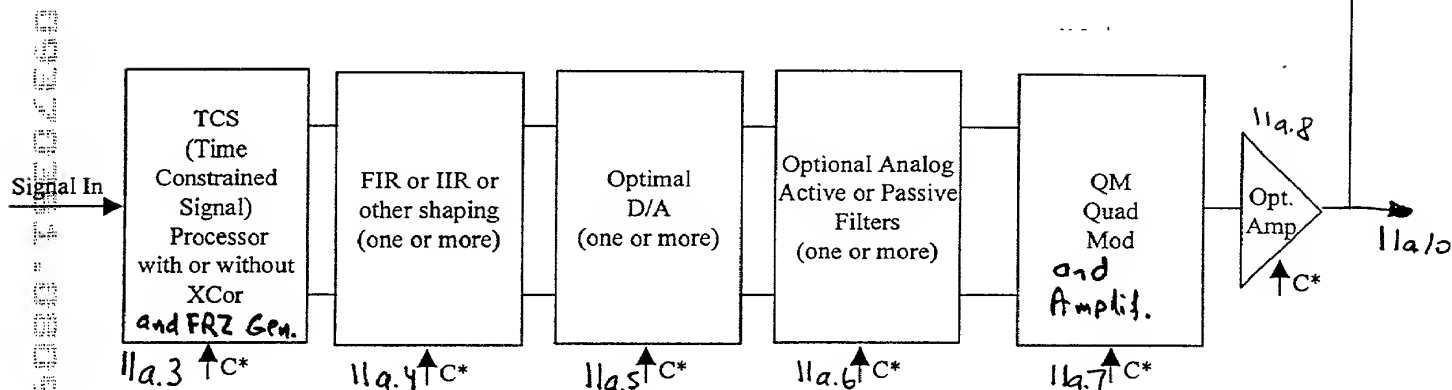 Signal In
TCS
(Time
Constrained
Signal)
Processor
with or without
XCor
and FRZ Gen.
11a.3
C*
FIR or IIR or
other shaping
(one or more)
11a.4
C*
Optimal
D/A
(one or more)
11a.5
C*
Optional Analog
Active or Passive
Filters
(one or more)
11a.6
C*
QM
Quad
Mod
and
Amplif.
11a.7
C*
11a.8
Opt.
Amp
C*
11a10